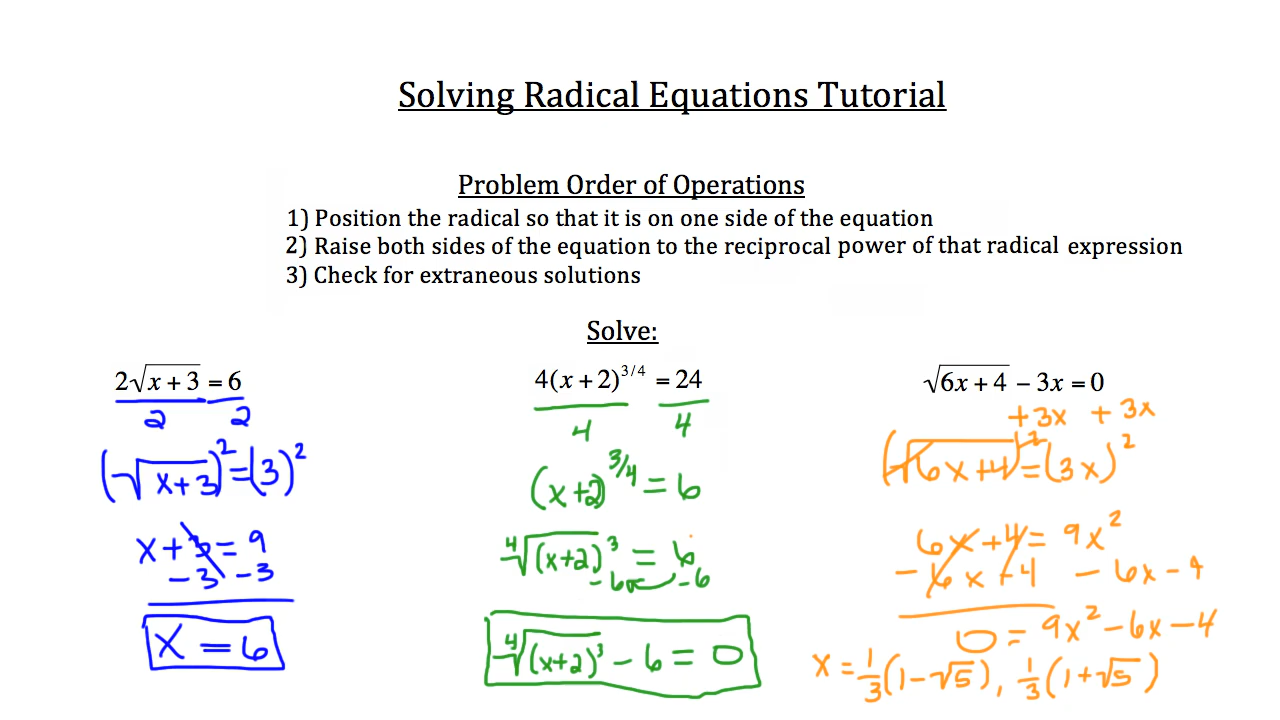 Solving Radical Equations Tutorial
Problem Order of Operations
1) Position the radical so that it is on one side of the equation
2) Raise both sides of the equation to the reciprocal power of that radical expression
3) Check for extraneous solutions
Solve:
2√(x + 3) = 6
2 2
(√(x+3))² = (3)²
x + 3 = 9
-3 -3
x = 6
4(x + 2)^3/4 = 24
4 4
(x+2)^3/4 = 6
⁴√(x+2)³ = 6
-6 -6
⁴√(x+2)³ - 6 = 0
√(6x + 4) − 3x = 0
+3x +3x
(√(6x+4))² = (3x)²
6x + 4 = 9x²
-6x -4 -6x -4
0 = 9x² - 6x - 4
x = 1/3(1-√5), 1/3(1+√5)